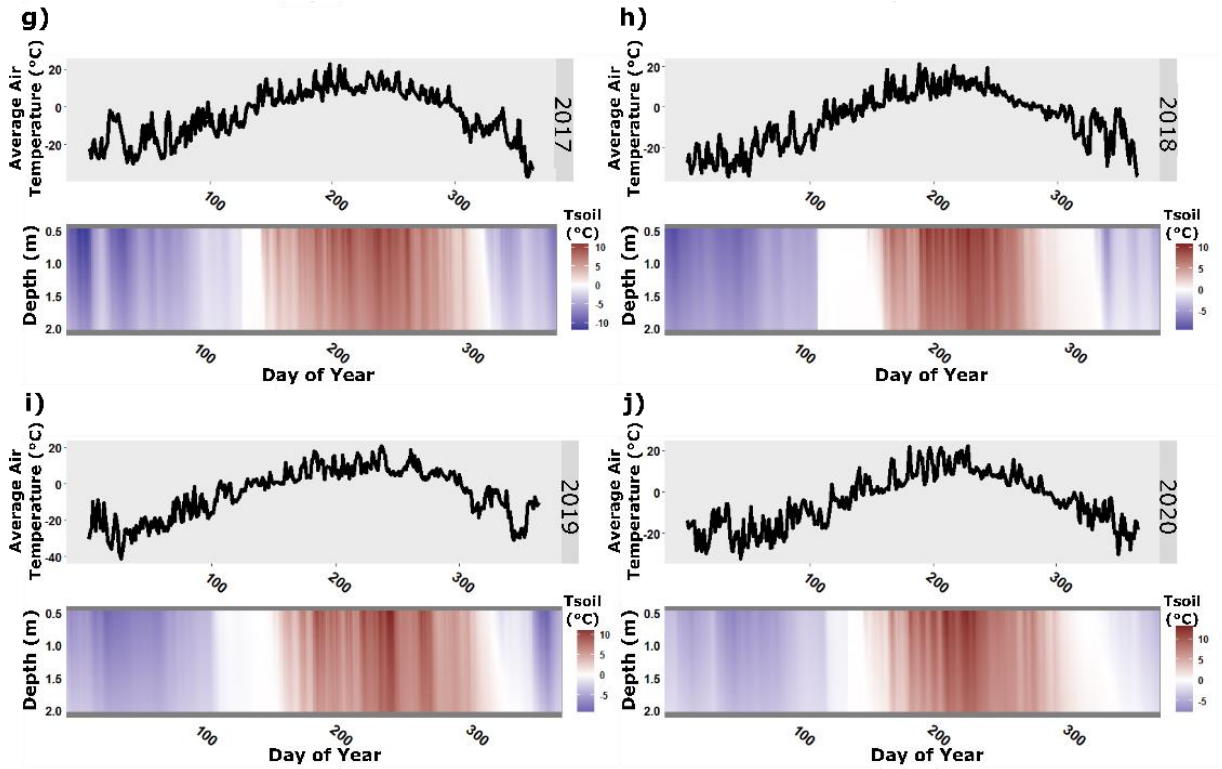 g)
Average Air
Temperature (°C)
20
0
-20
100
200
300
2017
Depth (m)
0.5
1.0
1.5
2.0
100
200
300
Day of Year
Tsoil
(°C)
10
5
0
-5
-10
h)
Average Air
Temperature (°C)
20
0
-20
100
200
300
2018
Depth (m)
0.5
1.0
1.5
2.0
100
200
300
Day of Year
Tsoil
(°C)
10
5
0
-5
i)
Average Air
Temperature (°C)
20
0
-20
-40
100
200
300
2019
Depth (m)
0.5
1.0
1.5
2.0
100
200
300
Day of Year
Tsoil
(°C)
10
5
0
-5
j)
Average Air
Temperature (°C)
20
0
-20
100
200
300
2020
Depth (m)
0.5
1.0
1.5
2.0
100
200
300
Day of Year
Tsoil
(°C)
10
5
0
-5